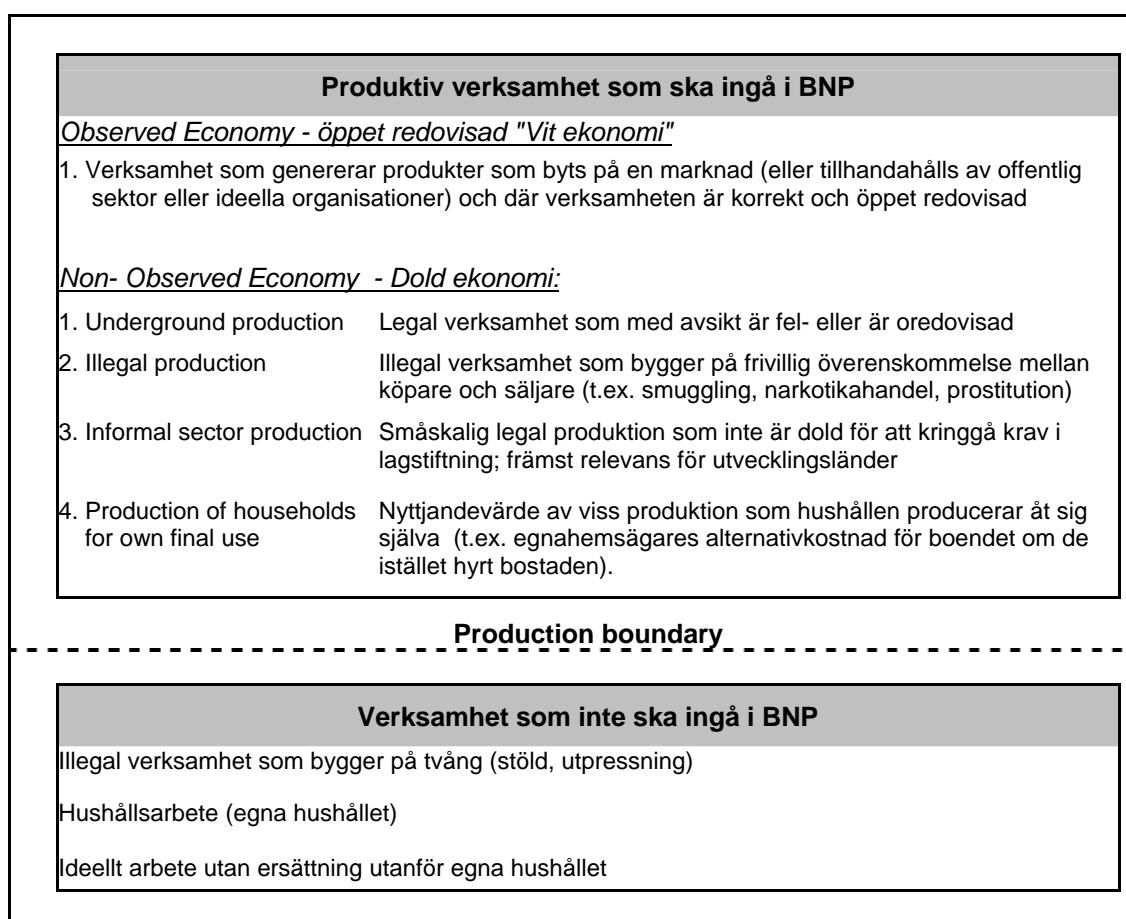 Produktiv verksamhet som ska ingå i BNP
Observed Economy - öppet redovisad "Vit ekonomi"
1. Verksamhet som genererar produkter som byts på en marknad (eller tillhandahålls av offentlig
sektor eller ideella organisationer) och där verksamheten är korrekt och öppet redovisad
Non- Observed Economy - Dold ekonomi:
1. Underground production Legal verksamhet som med avsikt är fel- eller är oredovisad
2. Illegal production Illegal verksamhet som bygger på frivillig överenskommelse mellan
köpare och säljare (t.ex. smuggling, narkotikahandel, prostitution)
3. Informal sector production Småskalig legal produktion som inte är dold för att kringgå krav i
lagstiftning; främst relevans för utvecklingsländer
4. Production of households Nyttjandevärde av viss produktion som hushållen producerar åt sig
for own final use själva (t.ex. egnahemsägares alternativkostnad för boendet om de
istället hyrt bostaden).
Production boundary
Verksamhet som inte ska ingå i BNP
Illegal verksamhet som bygger på tvång (stöld, utpressning)
Hushållsarbete (egna hushållet)
Ideellt arbete utan ersättning utanför egna hushållet